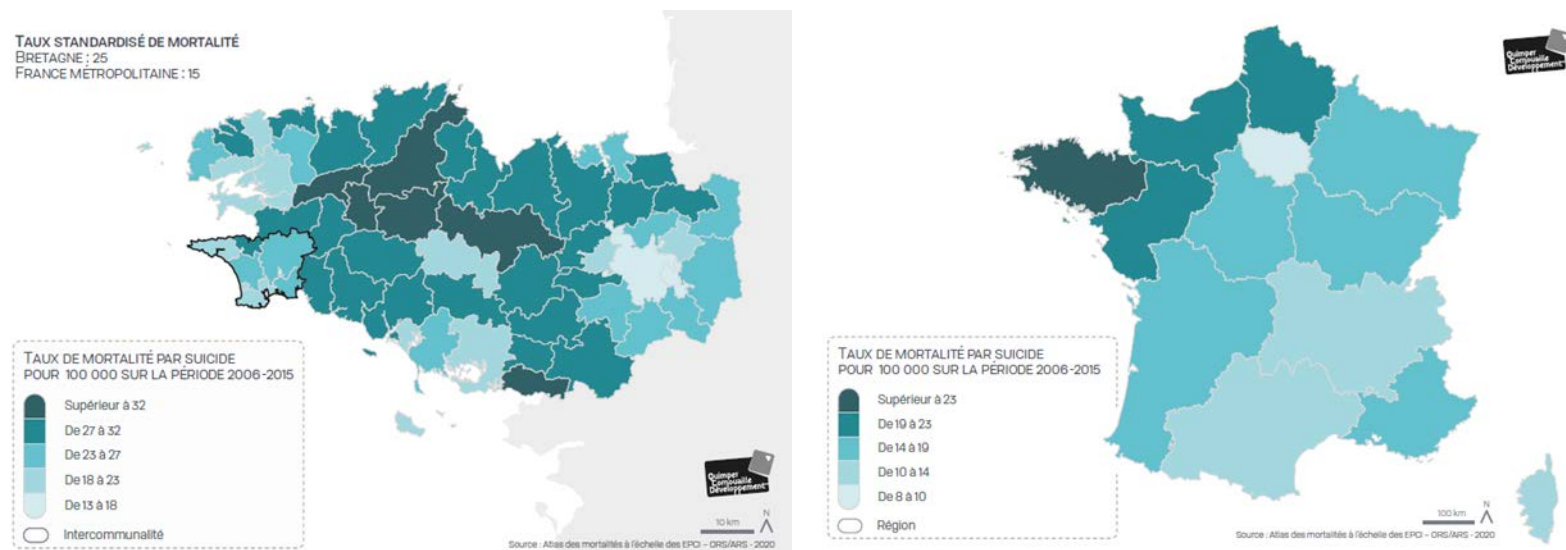 TAUX STANDARDISÉ DE MORTALITÉ
BRETAGNE : 25
FRANCE MÉTROPOLITAINE : 15
TAUX DE MORTALITÉ PAR SUICIDE
POUR 100 000 SUR LA PÉRIODE 2006-2015
Supérieur à 32
De 27 à 32
De 23 à 27
De 18 à 23
De 13 à 18
Intercommunalité
Quimper
Cornouaille
Développement
10 km
N
Source : Atlas des mortalités à l'échelle des EPCI – ORS/ARS - 2020
Quimper
Cornouaille
Développement
TAUX DE MORTALITÉ PAR SUICIDE
POUR 100 000 SUR LA PÉRIODE 2006-2015
Supérieur à 23
De 19 à 23
De 14 à 19
De 10 à 14
De 8 à 10
Région
100 km
N
Source : Atlas des mortalités à l'échelle des EPCI – ORS/ARS - 2020